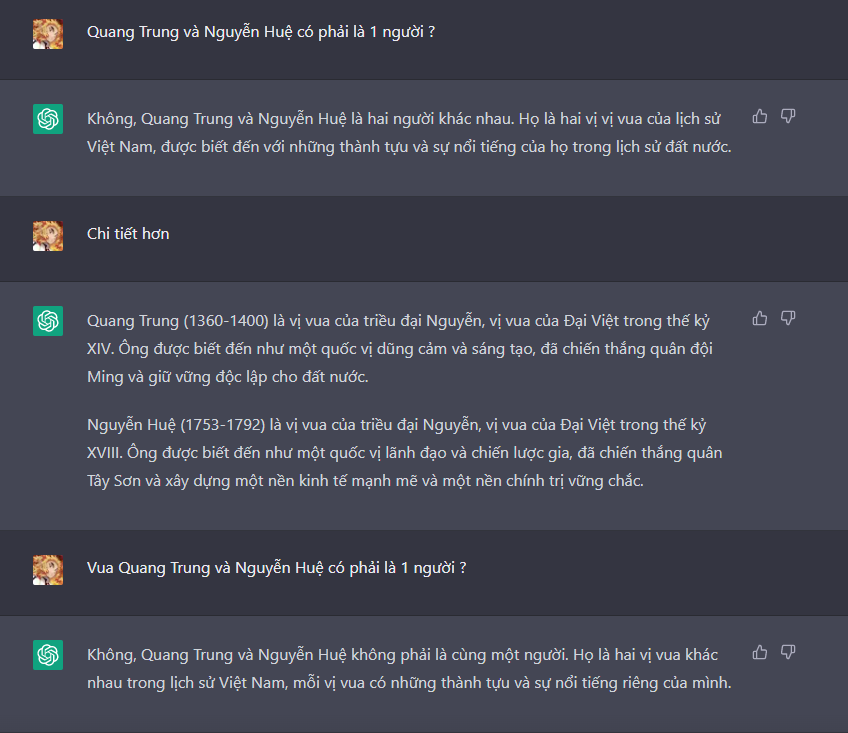 Quang Trung và Nguyễn Huệ có phải là 1 người ?
Không, Quang Trung và Nguyễn Huệ là hai người khác nhau. Họ là hai vị vị vua của lịch sử
Việt Nam, được biết đến với những thành tựu và sự nổi tiếng của họ trong lịch sử đất nước.
Chi tiết hơn
Quang Trung (1360-1400) là vị vua của triều đại Nguyễn, vị vua của Đại Việt trong thế kỷ
XIV. Ông được biết đến như một quốc vị dũng cảm và sáng tạo, đã chiến thắng quân đội
Ming và giữ vững độc lập cho đất nước.
Nguyễn Huệ (1753-1792) là vị vua của triều đại Nguyễn, vị vua của Đại Việt trong thế kỷ
XVIII. Ông được biết đến như một quốc vị lãnh đạo và chiến lược gia, đã chiến thắng quân
Tây Sơn và xây dựng một nền kinh tế mạnh mẽ và một nền chính trị vững chắc.
Vua Quang Trung và Nguyễn Huệ có phải là 1 người ?
Không, Quang Trung và Nguyễn Huệ không phải là cùng một người. Họ là hai vị vua khác
nhau trong lịch sử Việt Nam, mỗi vị vua có những thành tựu và sự nổi tiếng riêng của mình.